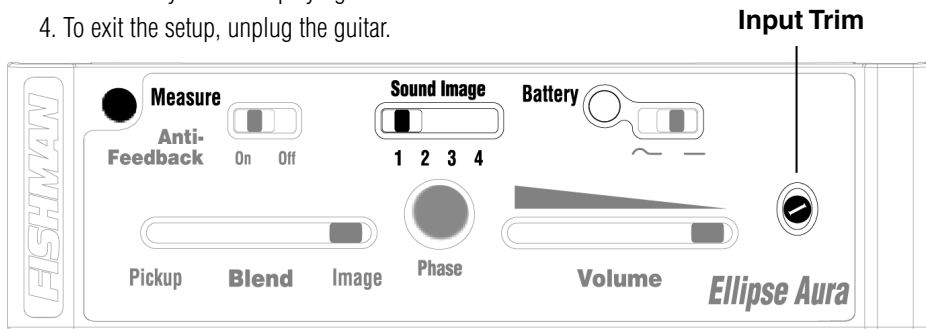 4. To exit the setup, unplug the guitar.
Input Trim
FISHMAN
Measure
Sound Image
Battery
Anti-
Feedback
On Off
1 2 3 4
Pickup Blend Image
Phase
Volume
Ellipse Aura